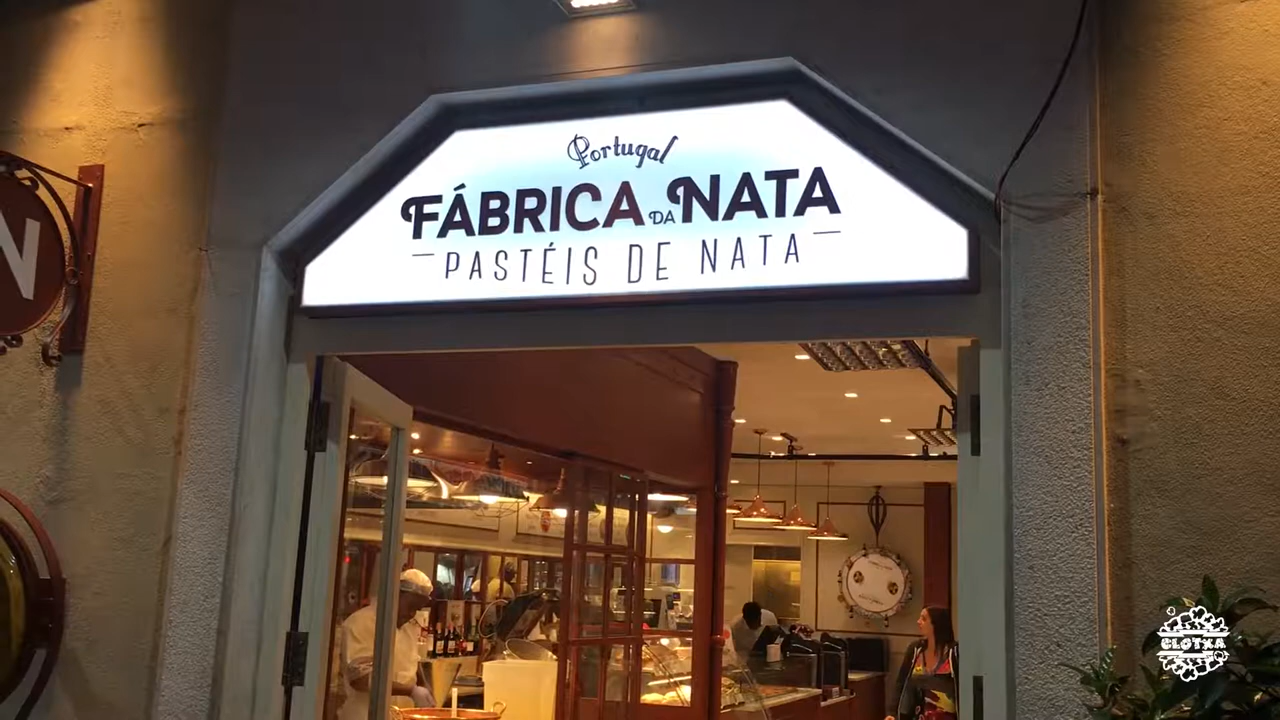 Portugal
FÁBRICA DA NATA
PASTÉIS DE NATA
N
CLOTXA